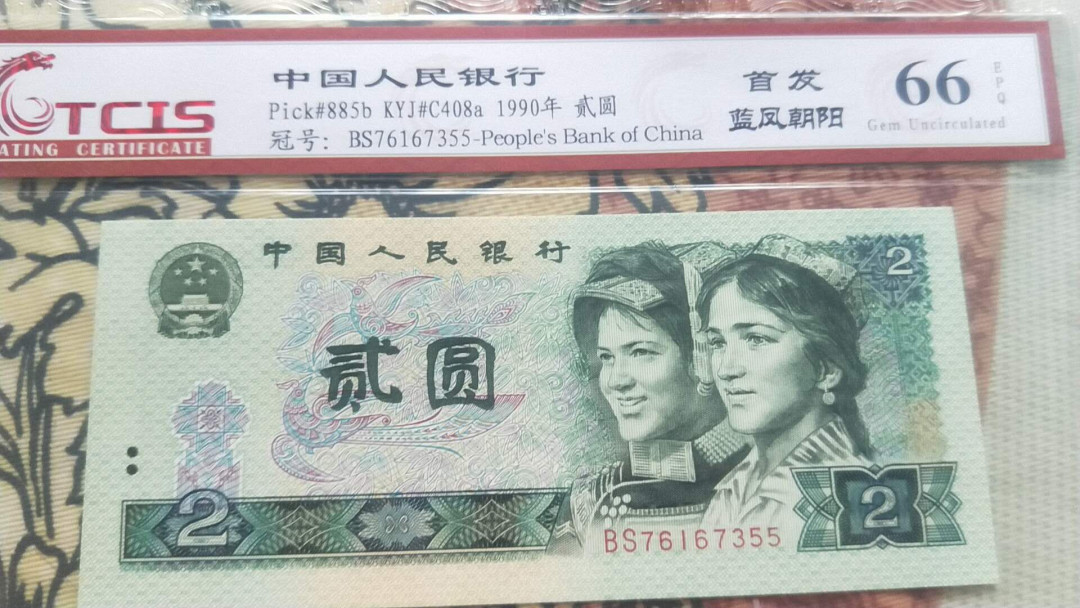 TCIS
ATING CERTIFICATE
中国人民银行
Pick#885b KYJ#C408a 1990年 贰圆
冠号: BS76167355-People's Bank of China
首发
蓝凤朝阳
66
EPQ
Gem Uncirculated
中国人民银行
2
贰圆
2
2
BS76167355